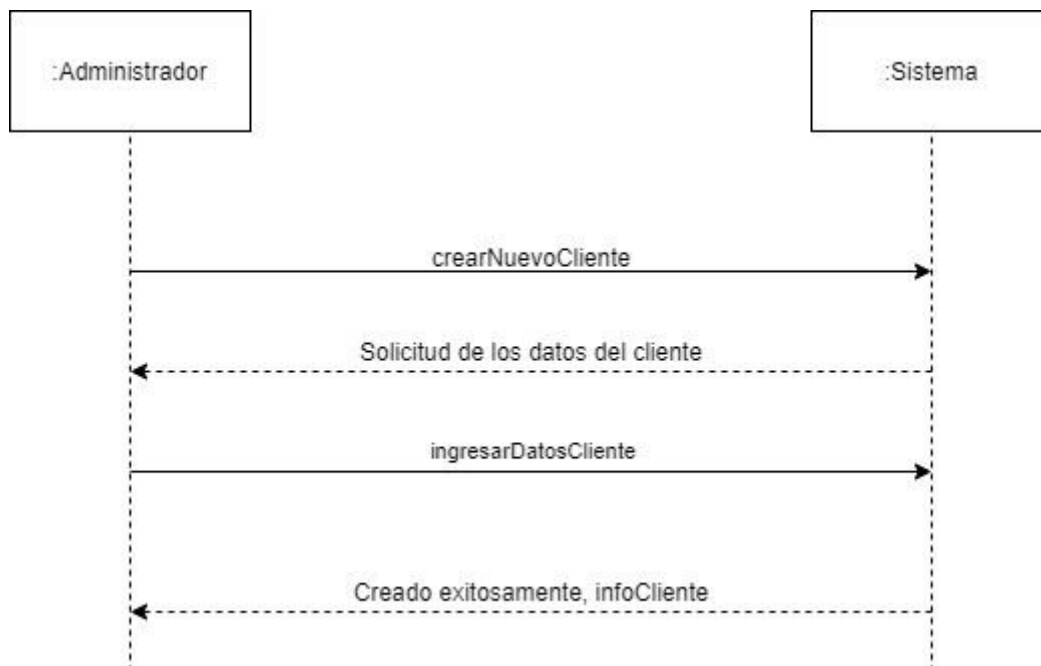 :Administrador
:Sistema
crearNuevoCliente
Solicitud de los datos del cliente
ingresarDatosCliente
Creado exitosamente, infoCliente